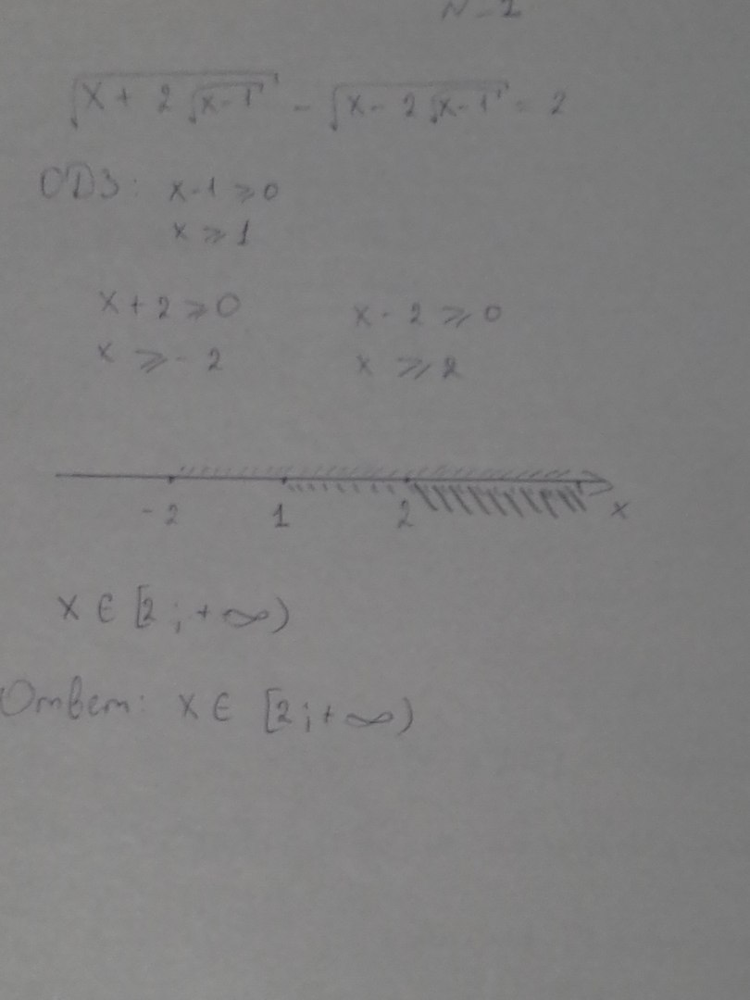 √(x + 2√(x-1)) - √(x - 2√(x-1)) = 2
ОДЗ: x-1 ⩾ 0
x ⩾ 1
x + 2 ⩾ 0 x - 2 ⩾ 0
x ⩾ - 2 x ⩾ 2
-2 1 2 x
x ∈ [2 ; + ∞)
Ответ: x ∈ [2 ; + ∞)